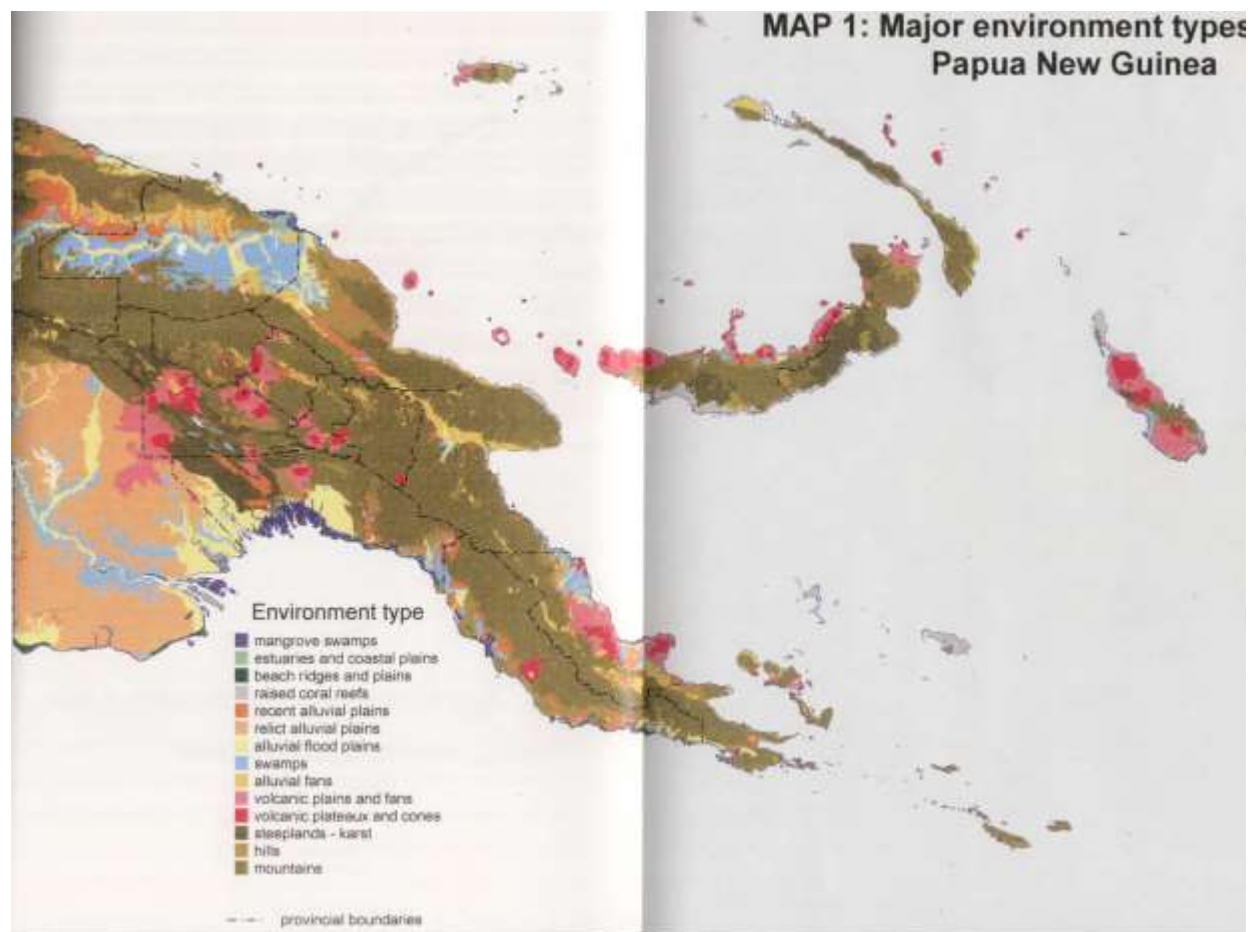 MAP 1: Major environment types
Papua New Guinea
Environment type
mangrove swamps
estuaries and coastal plains
beach ridges and plains
raised coral reefs
recent alluvial plains
relict alluvial plains
alluvial flood plains
swamps
alluvial fans
volcanic plains and fans
volcanic plateaux and cones
steeplands - karst
hills
mountains
provincial boundaries